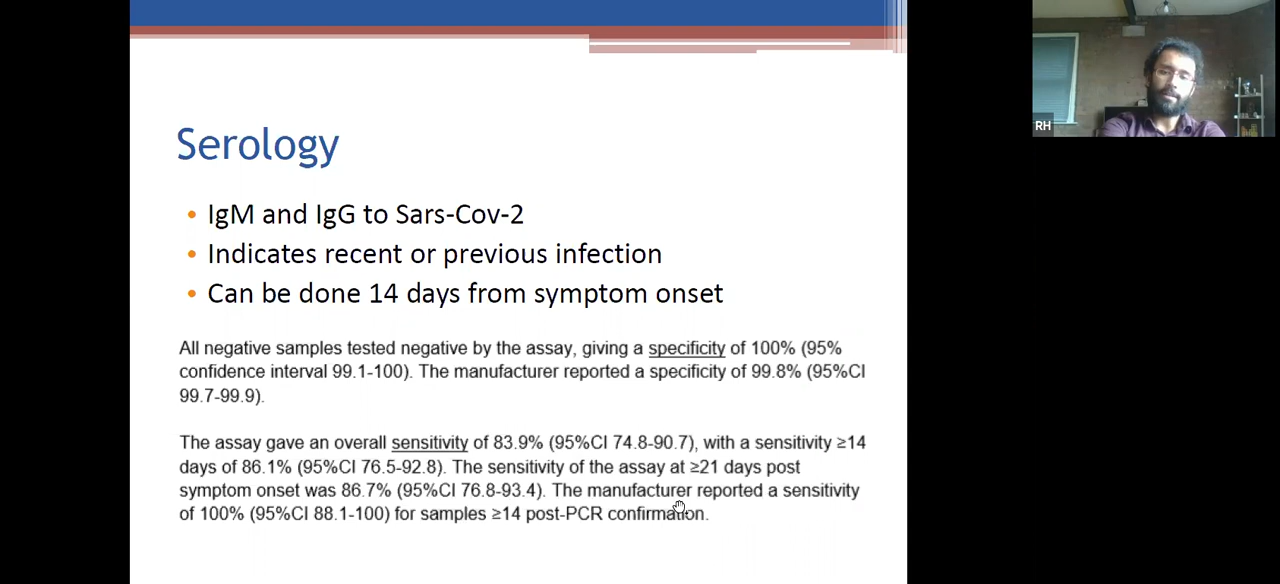 Serology
• IgM and IgG to Sars-Cov-2
• Indicates recent or previous infection
• Can be done 14 days from symptom onset
All negative samples tested negative by the assay, giving a specificity of 100% (95%
confidence interval 99.1-100). The manufacturer reported a specificity of 99.8% (95%CI
99.7-99.9).
The assay gave an overall sensitivity of 83.9% (95%CI 74.8-90.7), with a sensitivity ≥14
days of 86.1% (95%CI 76.5-92.8). The sensitivity of the assay at ≥21 days post
symptom onset was 86.7% (95%CI 76.8-93.4). The manufacturer reported a sensitivity
of 100% (95%CI 88.1-100) for samples ≥14 post-PCR confirmation.
RH